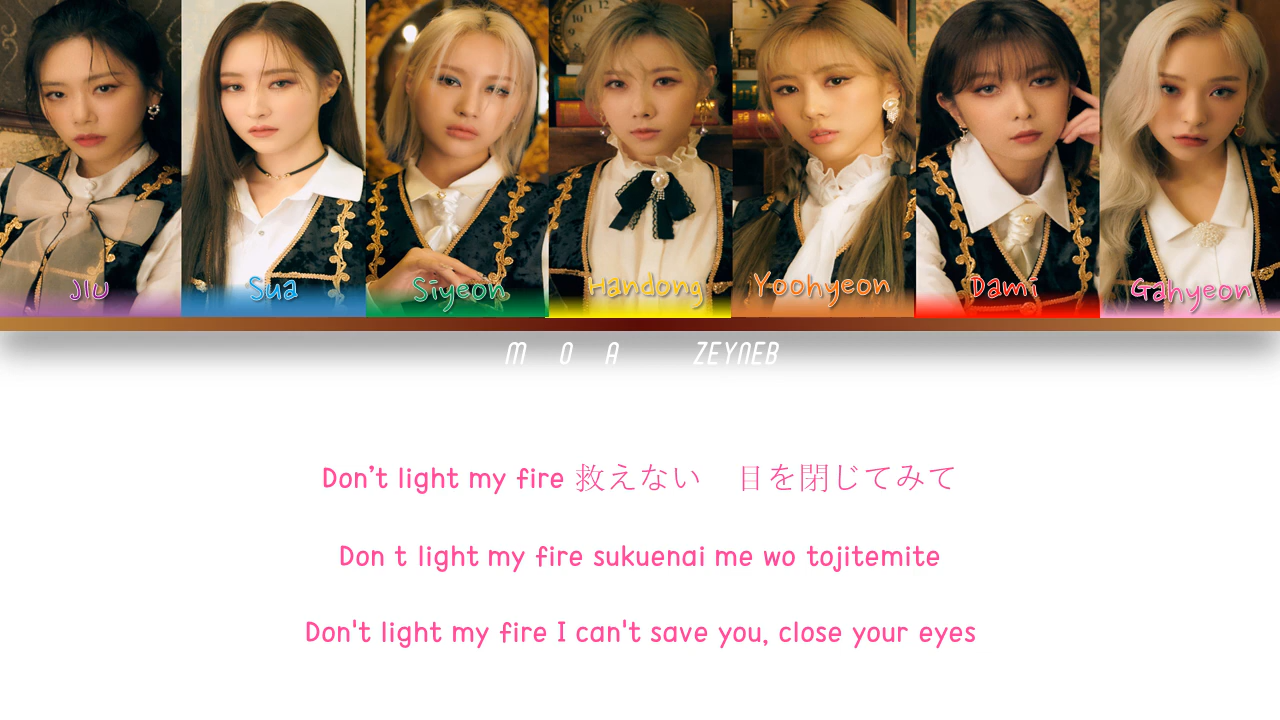 JIU Sua Siyeon Handong Yoohyeon Dami Gahyeon
M O A ZEYNEB
Don’t light my fire 救えない　目を閉じてみて
Don t light my fire sukuenai me wo tojitemite
Don't light my fire I can't save you, close your eyes